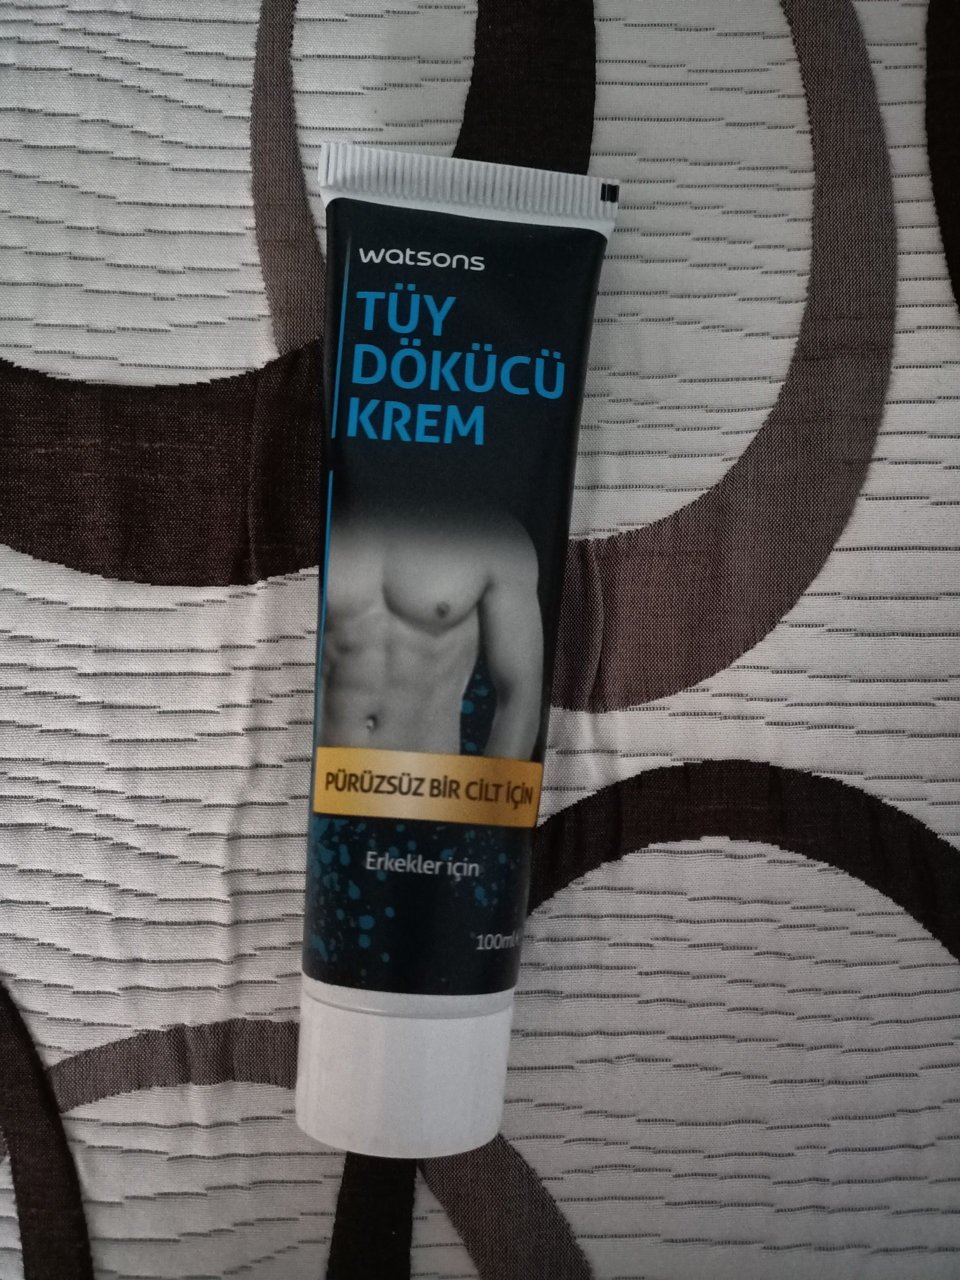 watsons
TÜY
DÖKÜCÜ
KREM
PÜRÜZSÜZ BİR CİLT İÇİN
Erkekler için
100ml